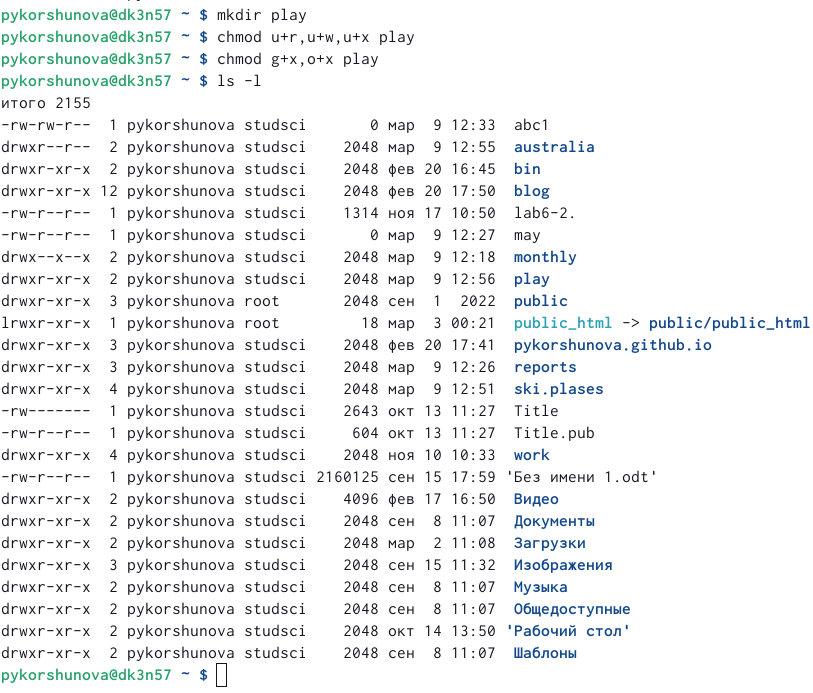 pykorshunova@dk3n57 ~ $ mkdir play
pykorshunova@dk3n57 ~ $ chmod u+r,u+w,u+x play
pykorshunova@dk3n57 ~ $ chmod g+x,o+x play
pykorshunova@dk3n57 ~ $ ls -l
итого 2155
-rw-rw-r-- 1 pykorshunova studsci 0 мар 9 12:33 abc1
drwxr--r-- 2 pykorshunova studsci 2048 мар 9 12:55 australia
drwxr-xr-x 2 pykorshunova studsci 2048 фев 20 16:45 bin
drwxr-xr-x 12 pykorshunova studsci 2048 фев 20 17:50 blog
-rw-r--r-- 1 pykorshunova studsci 1314 ноя 17 10:50 lab6-2.
-rw-r--r-- 1 pykorshunova studsci 0 мар 9 12:27 may
drwx--x--x 2 pykorshunova studsci 2048 мар 9 12:18 monthly
drwxr-xr-x 2 pykorshunova studsci 2048 мар 9 12:56 play
drwxr-xr-x 3 pykorshunova root 2048 сен 1 2022 public
lrwxr-xr-x 1 pykorshunova root 18 мар 3 00:21 public_html -> public/public_html
drwxr-xr-x 3 pykorshunova studsci 2048 фев 20 17:41 pykorshunova.github.io
drwxr-xr-x 3 pykorshunova studsci 2048 мар 9 12:26 reports
drwxr-xr-x 4 pykorshunova studsci 2048 мар 9 12:51 ski.plases
-rw------- 1 pykorshunova studsci 2643 окт 13 11:27 Title
-rw-r--r-- 1 pykorshunova studsci 604 окт 13 11:27 Title.pub
drwxr-xr-x 4 pykorshunova studsci 2048 ноя 10 10:33 work
-rw-r--r-- 1 pykorshunova studsci 2160125 сен 15 17:59 'Без имени 1.odt'
drwxr-xr-x 2 pykorshunova studsci 4096 фев 17 16:50 Видео
drwxr-xr-x 2 pykorshunova studsci 2048 сен 8 11:07 Документы
drwxr-xr-x 2 pykorshunova studsci 2048 мар 2 11:08 Загрузки
drwxr-xr-x 3 pykorshunova studsci 2048 сен 15 11:32 Изображения
drwxr-xr-x 2 pykorshunova studsci 2048 сен 8 11:07 Музыка
drwxr-xr-x 2 pykorshunova studsci 2048 сен 8 11:07 Общедоступные
drwxr-xr-x 2 pykorshunova studsci 2048 окт 14 13:50 'Рабочий стол'
drwxr-xr-x 2 pykorshunova studsci 2048 сен 8 11:07 Шаблоны
pykorshunova@dk3n57 ~ $